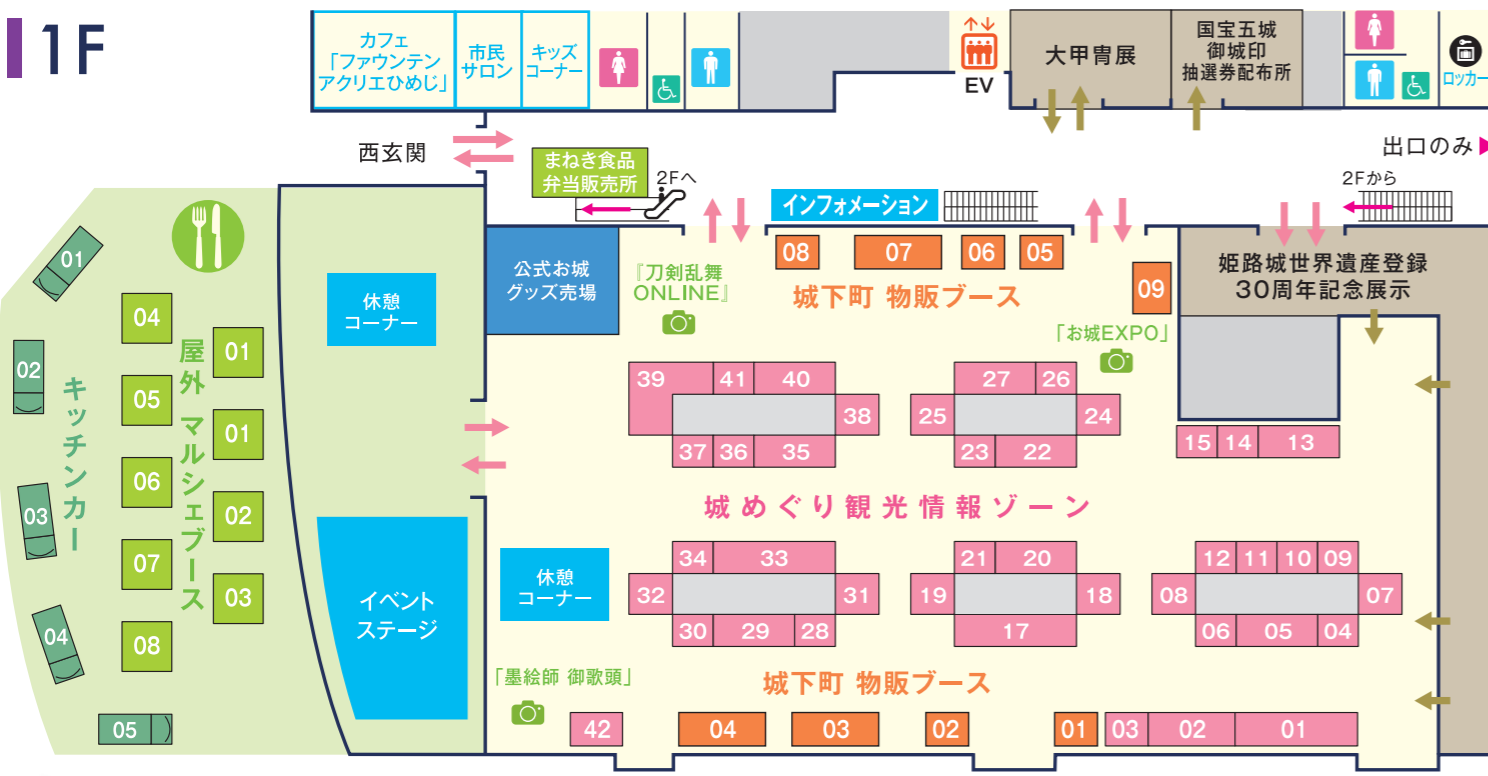 1F
カフェ
「ファウンテン
アクリエひめじ」
市民
サロン
キッズ
コーナー
EV
大甲冑展
国宝五城
御城印
抽選券配布所
ロッカー
西玄関
まねき食品
弁当販売所
2Fへ
インフォメーション
出口のみ
2Fから
公式お城
グッズ売場
『刀剣乱舞
ONLINE』
08
07
06
05
09
城下町 物販ブース
「お城EXPO」
姫路城世界遺産登録
30周年記念展示
休憩
コーナー
キッチンカー
01
02
03
04
05
屋外 マルシェブース
04
05
06
07
08
01
01
02
03
イベント
ステージ
39
41
40
38
37
36
35
27
26
25
24
23
22
15
14
13
城めぐり観光情報ゾーン
休憩
コーナー
34
33
32
31
30
29
28
21
20
19
18
17
12
11
10
09
08
07
06
05
04
「墨絵師 御歌頭」
城下町 物販ブース
42
04
03
02
01
03
02
01